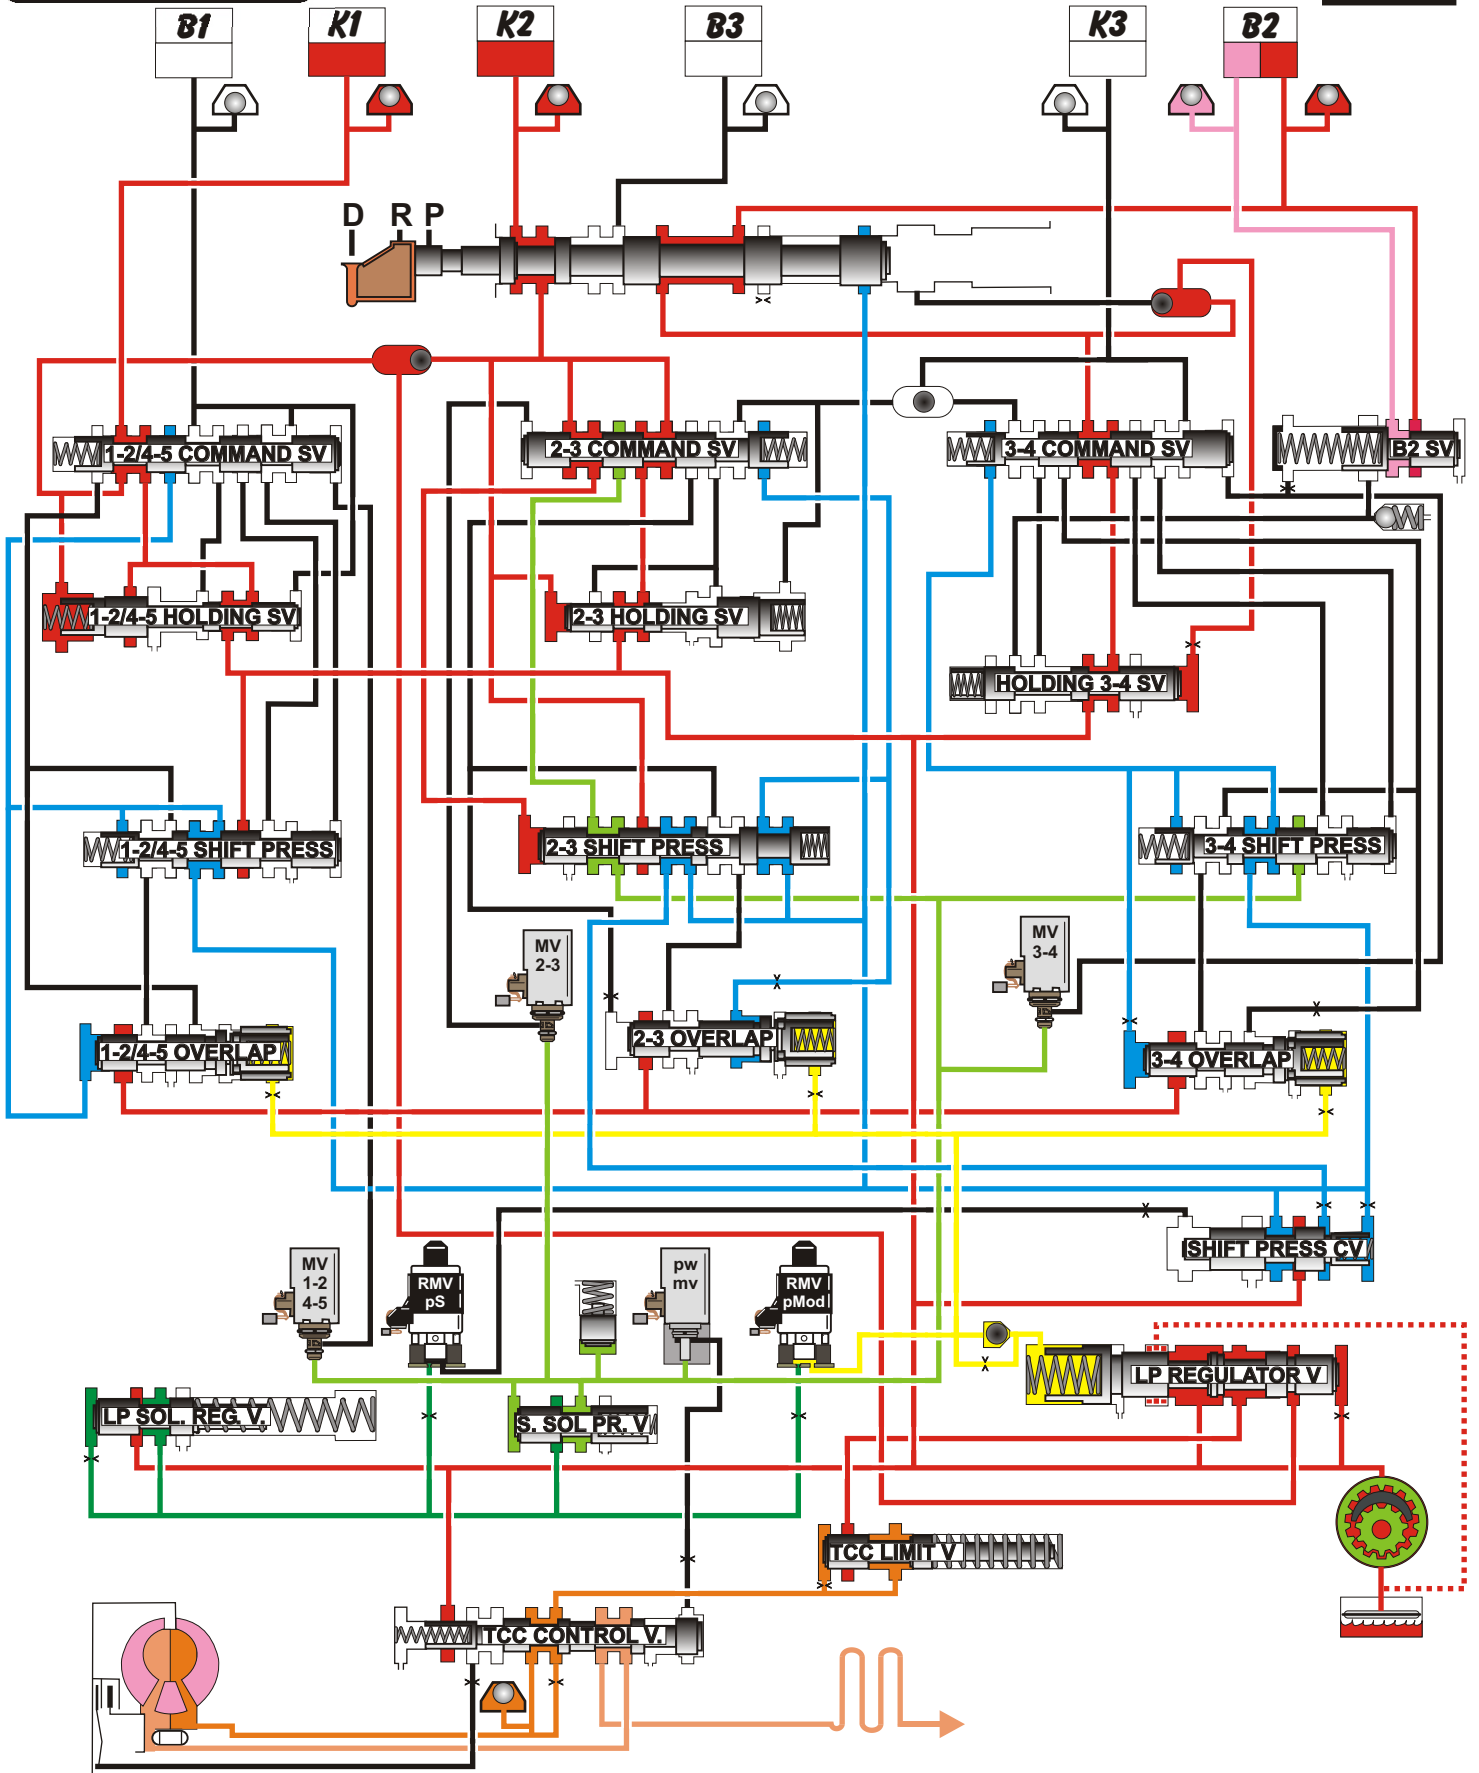 B1 K1 K2 B3 K3 B2
D R P
1-2/4-5 COMMAND SV
2-3 COMMAND SV
3-4 COMMAND SV
B2 SV
1-2/4-5 HOLDING SV
2-3 HOLDING SV
HOLDING 3-4 SV
1-2/4-5 SHIFT PRESS
2-3 SHIFT PRESS
3-4 SHIFT PRESS
MV
2-3
MV
3-4
1-2/4-5 OVERLAP
2-3 OVERLAP
3-4 OVERLAP
SHIFT PRESS CV
MV
1-2
4-5
RMV
pS
pw
mv
RMV
pMod
LP REGULATOR V
LP SOL. REG. V.
S. SOL PR. V
TCC LIMIT V
TCC CONTROL V.